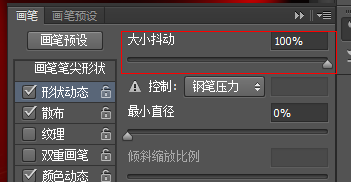 画笔 画笔预设
画笔预设
画笔笔尖形状
形状动态
散布
纹理
双重画笔
颜色动态
大小抖动 100%
控制: 钢笔压力
最小直径 0%
倾斜缩放比例